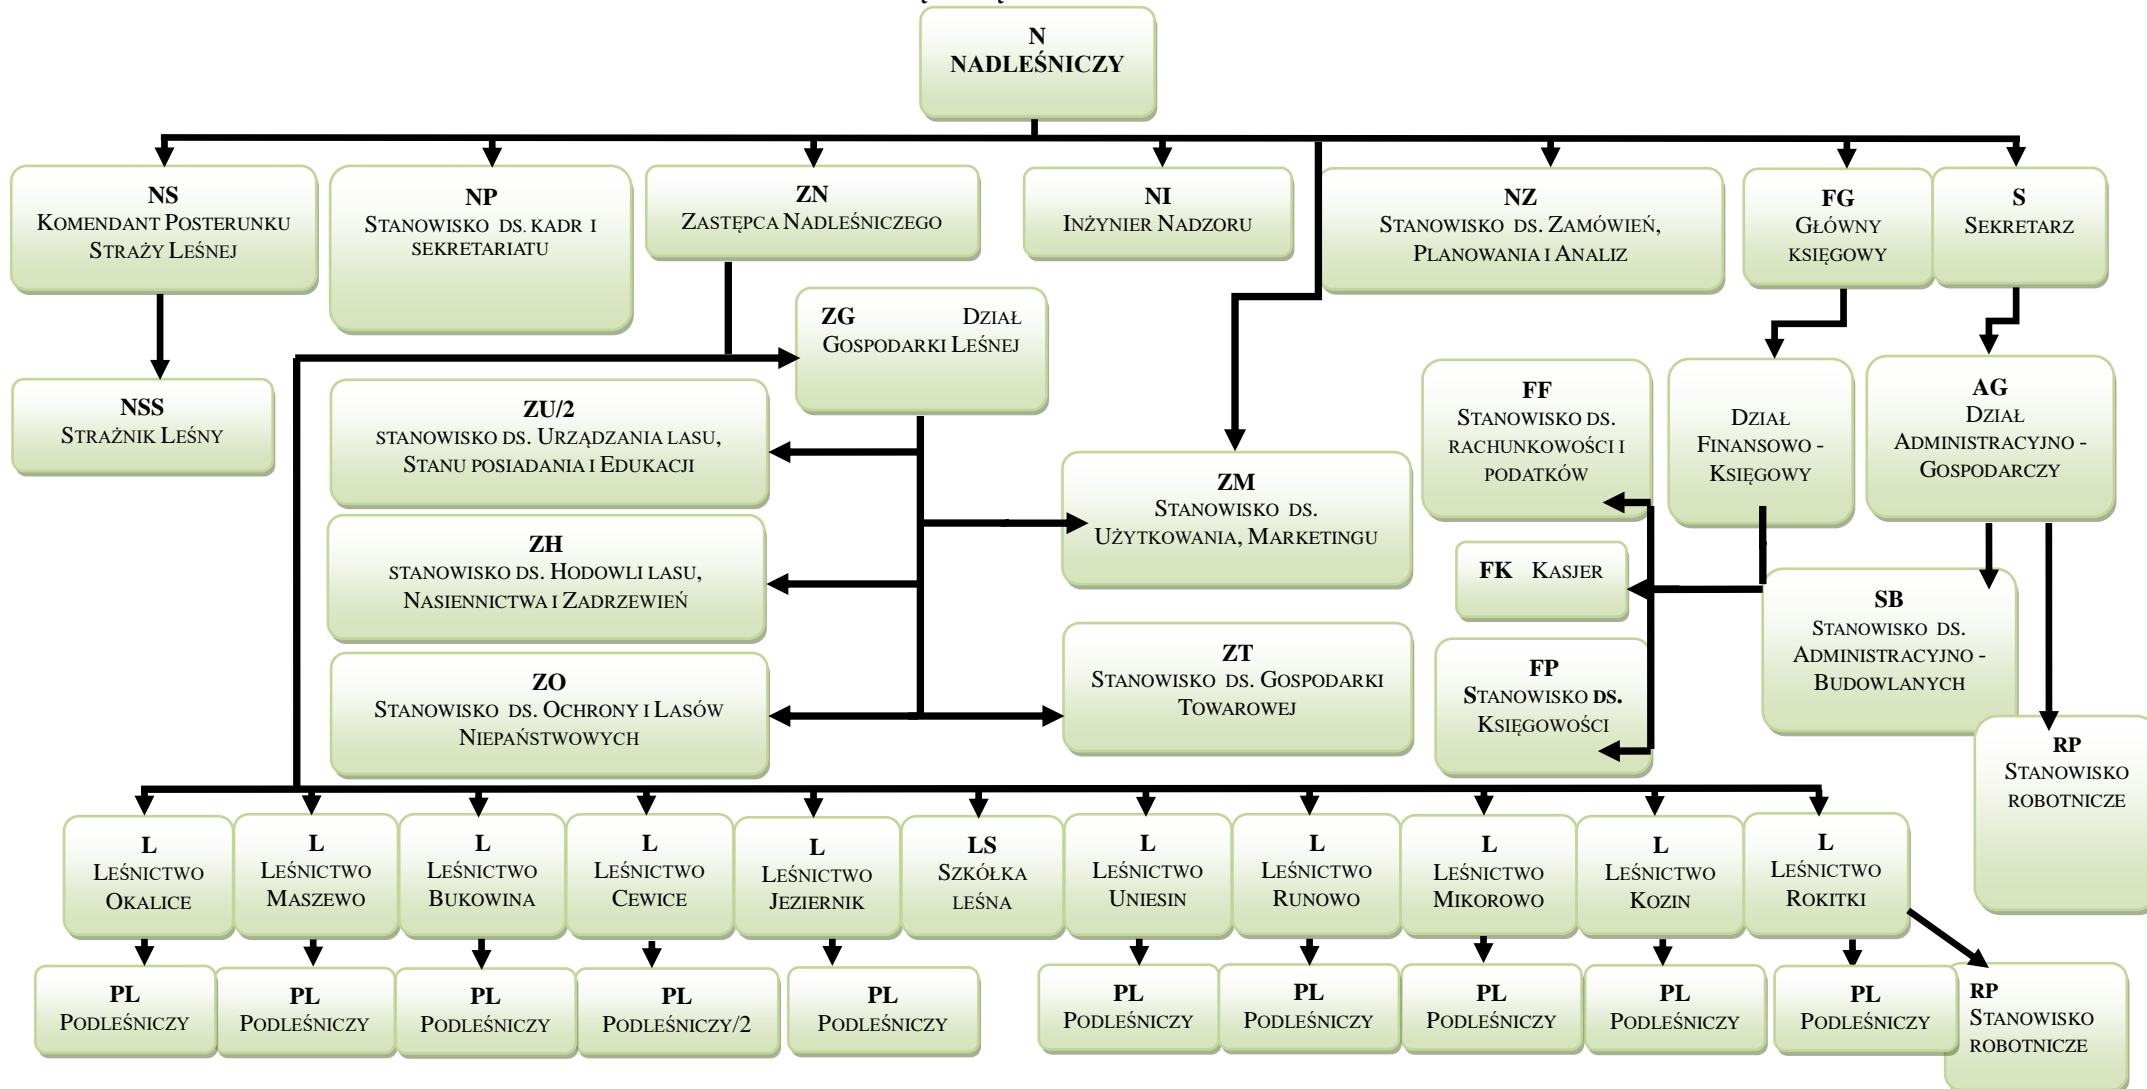 N
NADLEŚNICZY
NS
KOMENDANT POSTERUNKU
STRAŻY LEŚNEJ
NP
STANOWISKO DS. KADR I
SEKRETARIATU
ZN
ZASTĘPCA NADLEŚNICZEGO
NI
INŻYNIER NADZORU
NZ
STANOWISKO DS. ZAMÓWIEŃ,
PLANOWANIA I ANALIZ
FG
GŁÓWNY
KSIĘGOWY
S
SEKRETARZ
ZG DZIAŁ
GOSPODARKI LEŚNEJ
NSS
STRAŻNIK LEŚNY
ZU/2
STANOWISKO DS. URZĄDZANIA LASU,
STANU POSIADANIA I EDUKACJI
ZM
STANOWISKO DS.
UŻYTKOWANIA, MARKETINGU
FF
STANOWISKO DS.
RACHUNKOWOŚCI I
PODATKÓW
DZIAŁ
FINANSOWO -
KSIĘGOWY
AG
DZIAŁ
ADMINISTRACYJNO -
GOSPODARCZY
ZH
STANOWISKO DS. HODOWLI LASU,
NASIENNICTWA I ZADRZEWIEŃ
FK KASJER
SB
STANOWISKO DS.
ADMINISTRACYJNO -
BUDOWLANYCH
ZO
STANOWISKO DS. OCHRONY I LASÓW
NIEPAŃSTWOWYCH
ZT
STANOWISKO DS. GOSPODARKI
TOWAROWEJ
FP
STANOWISKO DS.
KSIĘGOWOŚCI
RP
STANOWISKO
ROBOTNICZE
L
LEŚNICTWO
OKALICE
L
LEŚNICTWO
MASZEWO
L
LEŚNICTWO
BUKOWINA
L
LEŚNICTWO
CEWICE
L
LEŚNICTWO
JEZIERNIK
LS
SZKÓŁKA
LEŚNA
L
LEŚNICTWO
UNIESIN
L
LEŚNICTWO
RUNOWO
L
LEŚNICTWO
MIKOROWO
L
LEŚNICTWO
KOZIN
L
LEŚNICTWO
ROKITKI
PL
PODLEŚNICZY
PL
PODLEŚNICZY
PL
PODLEŚNICZY
PL
PODLEŚNICZY/2
PL
PODLEŚNICZY
PL
PODLEŚNICZY
PL
PODLEŚNICZY
PL
PODLEŚNICZY
PL
PODLEŚNICZY
PL
PODLEŚNICZY
RP
STANOWISKO
ROBOTNICZE